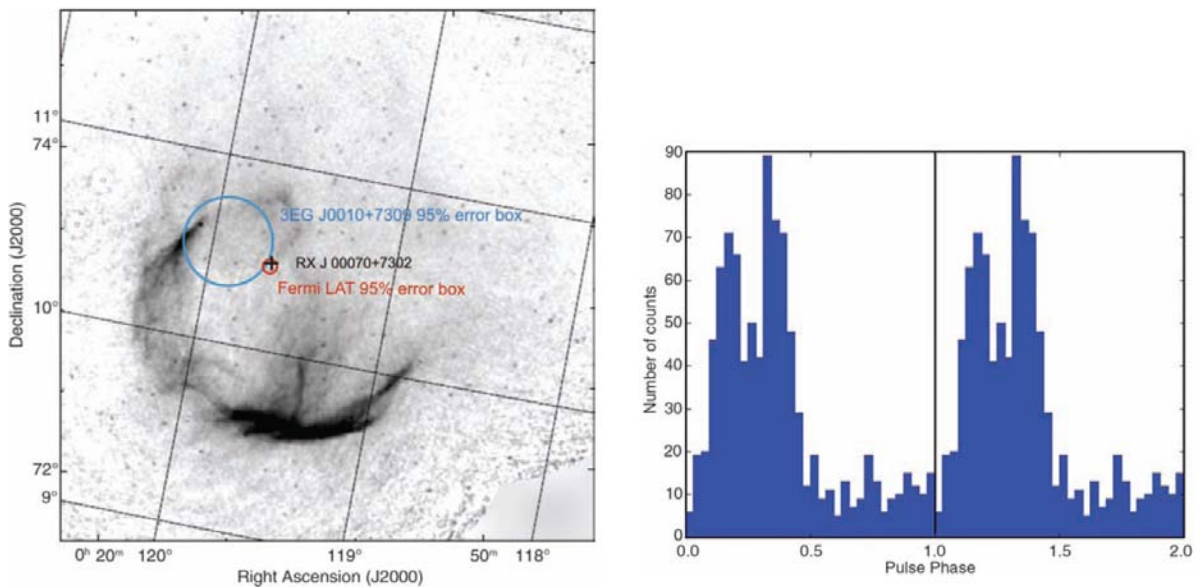 11°
74°
3EG J0010+7309 95% error box
RX J 00070+7302
Fermi LAT 95% error box
10°
72°
9°
0ʰ 20ᵐ 120° 119° 50ᵐ 118°
Right Ascension (J2000)
Declination (J2000)
90
80
70
60
50
40
30
20
10
0
0.0 0.5 1.0 1.5 2.0
Pulse Phase
Number of counts